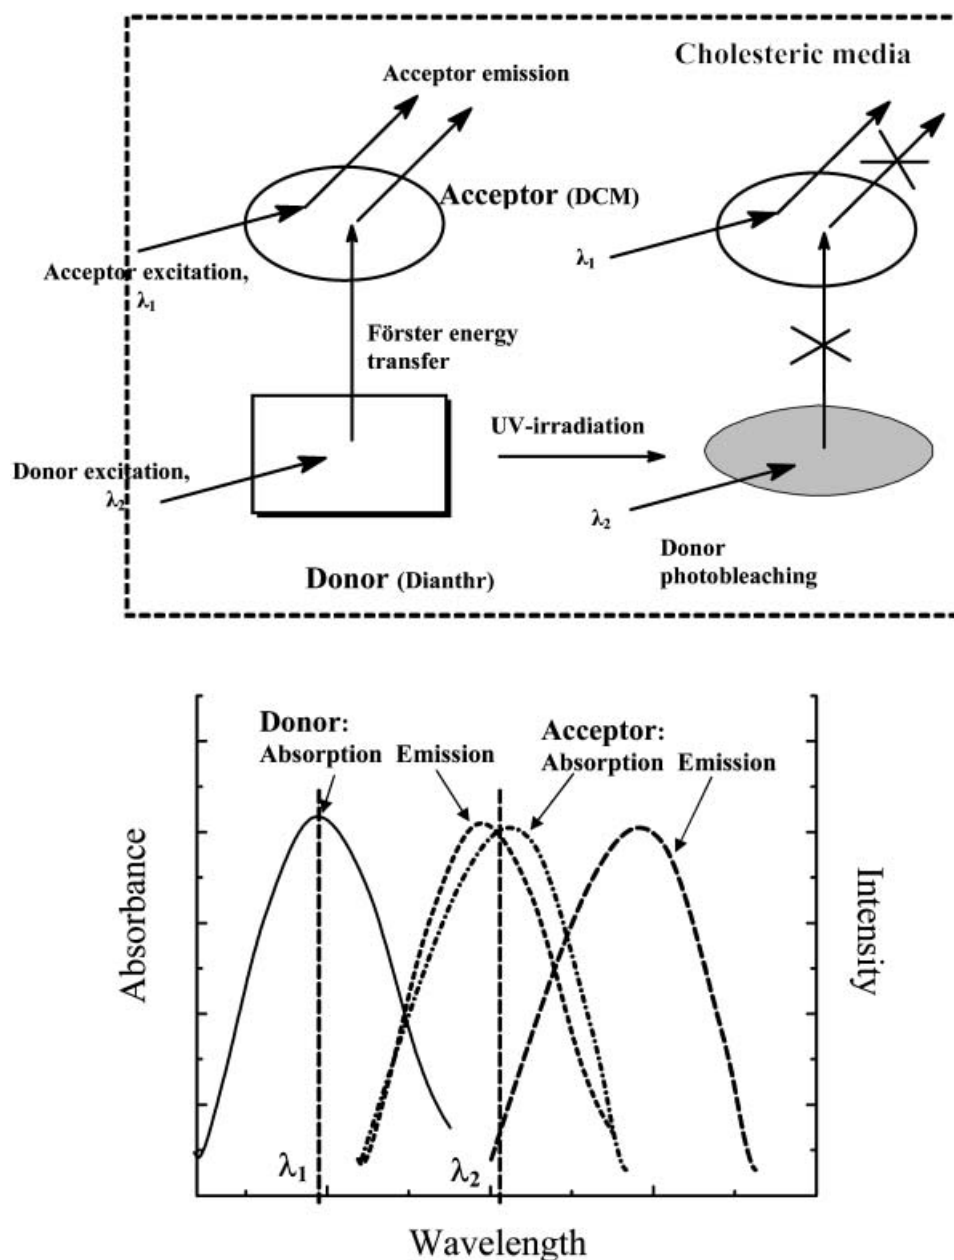 Acceptor emission
Cholesteric media
Acceptor (DCM)
λ1
Acceptor excitation,
λ1
Förster energy
transfer
UV-irradiation
Donor excitation,
λ2
λ2
Donor
photobleaching
Donor (Dianthr)
Donor:
Absorption Emission
Acceptor:
Absorption Emission
Absorbance
Intensity
λ1
λ2
Wavelength